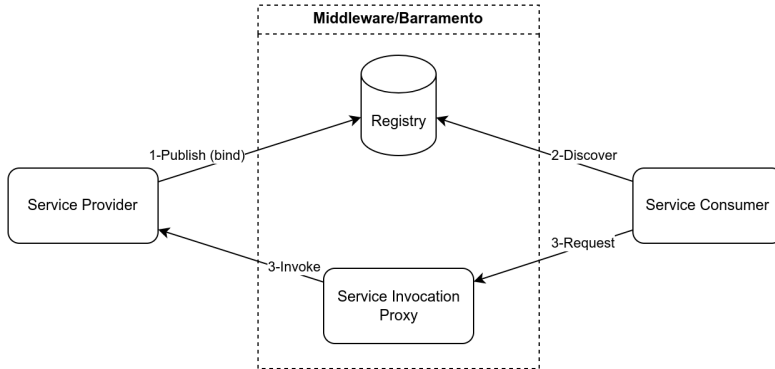 Middleware/Barramento
Registry
1-Publish (bind)
2-Discover
Service Provider
Service Consumer
3-Request
3-Invoke
Service Invocation
Proxy